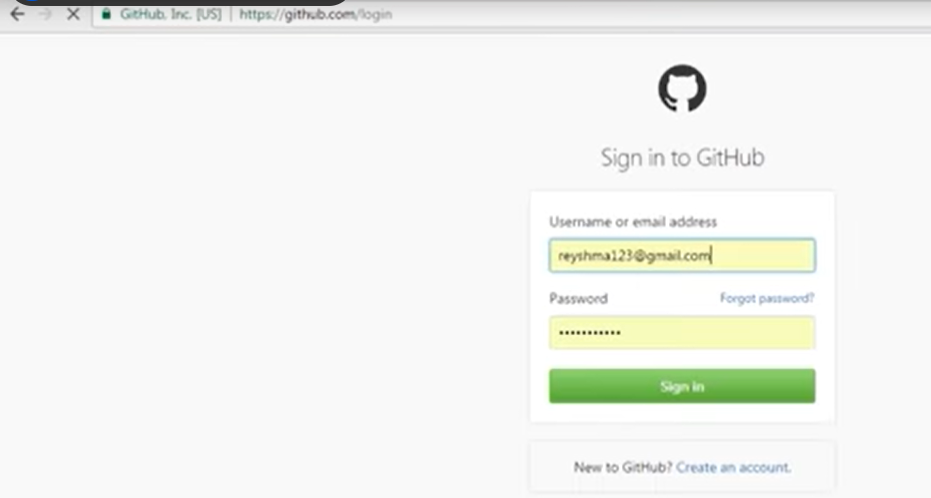 GitHub, Inc. [US] | https://github.com/login
Sign in to GitHub
Username or email address
reyshma123@gmail.com
Password Forgot password?
•••••••••••
Sign in
New to GitHub? Create an account.